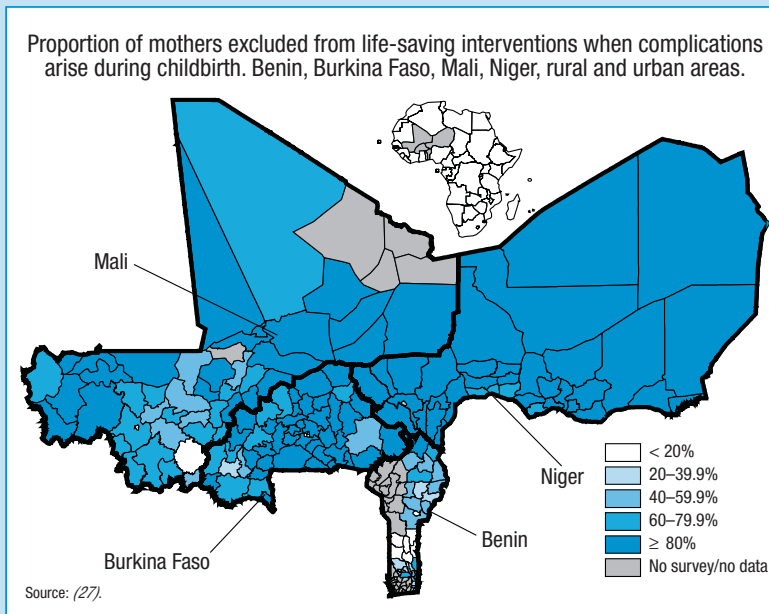 Proportion of mothers excluded from life-saving interventions when complications
arise during childbirth. Benin, Burkina Faso, Mali, Niger, rural and urban areas.
Mali
Niger
Benin
Burkina Faso
< 20%
20–39.9%
40–59.9%
60–79.9%
≥ 80%
No survey/no data
Source: (27).